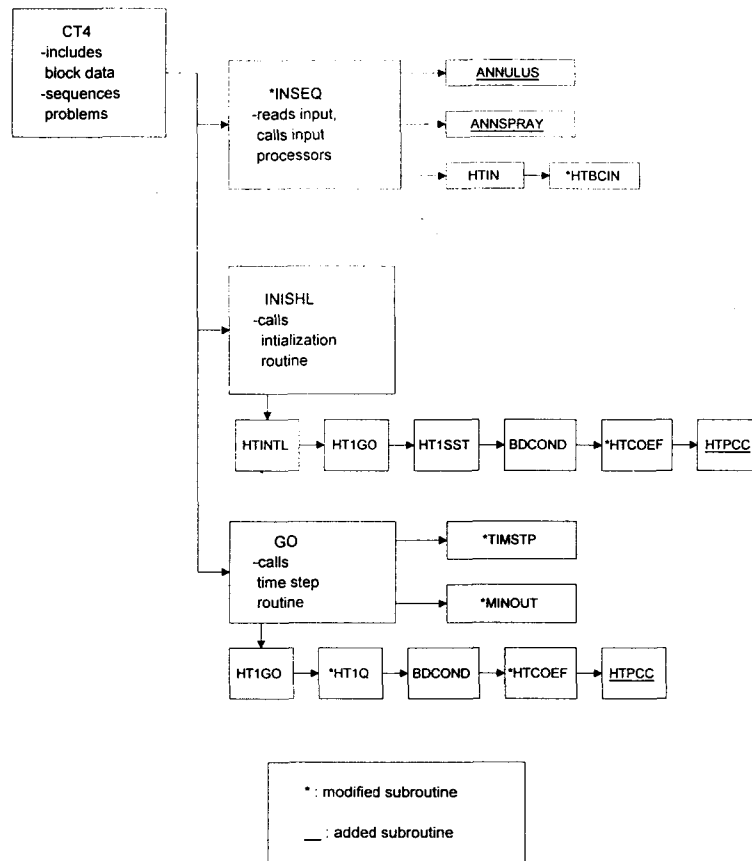 CT4
-includes
block data
-sequences
problems
*INSEQ
-reads input,
calls input
processors
ANNULUS
ANNSPRAY
HTIN
*HTBCIN
INISHL
-calls
intialization
routine
HTINTL
HT1GO
HT1SST
BDCOND
*HTCOEF
HTPCC
GO
-calls
time step
routine
*TIMSTP
*MINOUT
HT1GO
*HT1Q
BDCOND
*HTCOEF
HTPCC
* : modified subroutine
__ : added subroutine